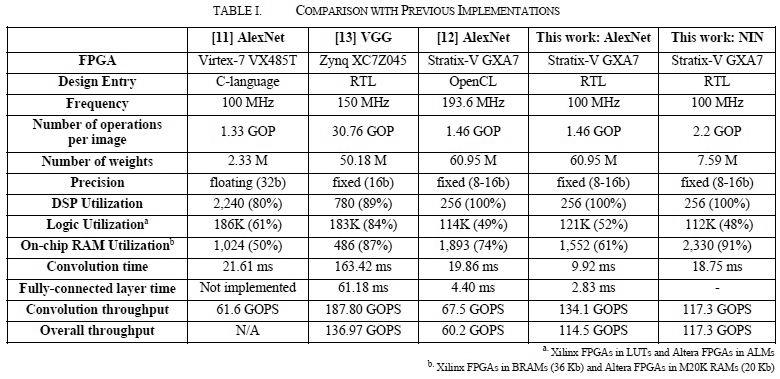 TABLE I. COMPARISON WITH PREVIOUS IMPLEMENTATIONS
[11] AlexNet [13] VGG [12] AlexNet This work: AlexNet This work: NIN
FPGA Virtex-7 VX485T Zynq XC7Z045 Stratix-V GXA7 Stratix-V GXA7 Stratix-V GXA7
Design Entry C-language RTL OpenCL RTL RTL
Frequency 100 MHz 150 MHz 193.6 MHz 100 MHz 100 MHz
Number of operations
per image 1.33 GOP 30.76 GOP 1.46 GOP 1.46 GOP 2.2 GOP
Number of weights 2.33 M 50.18 M 60.95 M 60.95 M 7.59 M
Precision floating (32b) fixed (16b) fixed (8-16b) fixed (8-16b) fixed (8-16b)
DSP Utilization 2,240 (80%) 780 (89%) 256 (100%) 256 (100%) 256 (100%)
Logic Utilization^a 186K (61%) 183K (84%) 114K (49%) 121K (52%) 112K (48%)
On-chip RAM Utilization^b 1,024 (50%) 486 (87%) 1,893 (74%) 1,552 (61%) 2,330 (91%)
Convolution time 21.61 ms 163.42 ms 19.86 ms 9.92 ms 18.75 ms
Fully-connected layer time Not implemented 61.18 ms 4.40 ms 2.83 ms -
Convolution throughput 61.6 GOPS 187.80 GOPS 67.5 GOPS 134.1 GOPS 117.3 GOPS
Overall throughput N/A 136.97 GOPS 60.2 GOPS 114.5 GOPS 117.3 GOPS
a. Xilinx FPGAs in LUTs and Altera FPGAs in ALMs
b. Xilinx FPGAs in BRAMs (36 Kb) and Altera FPGAs in M20K RAMs (20 Kb)